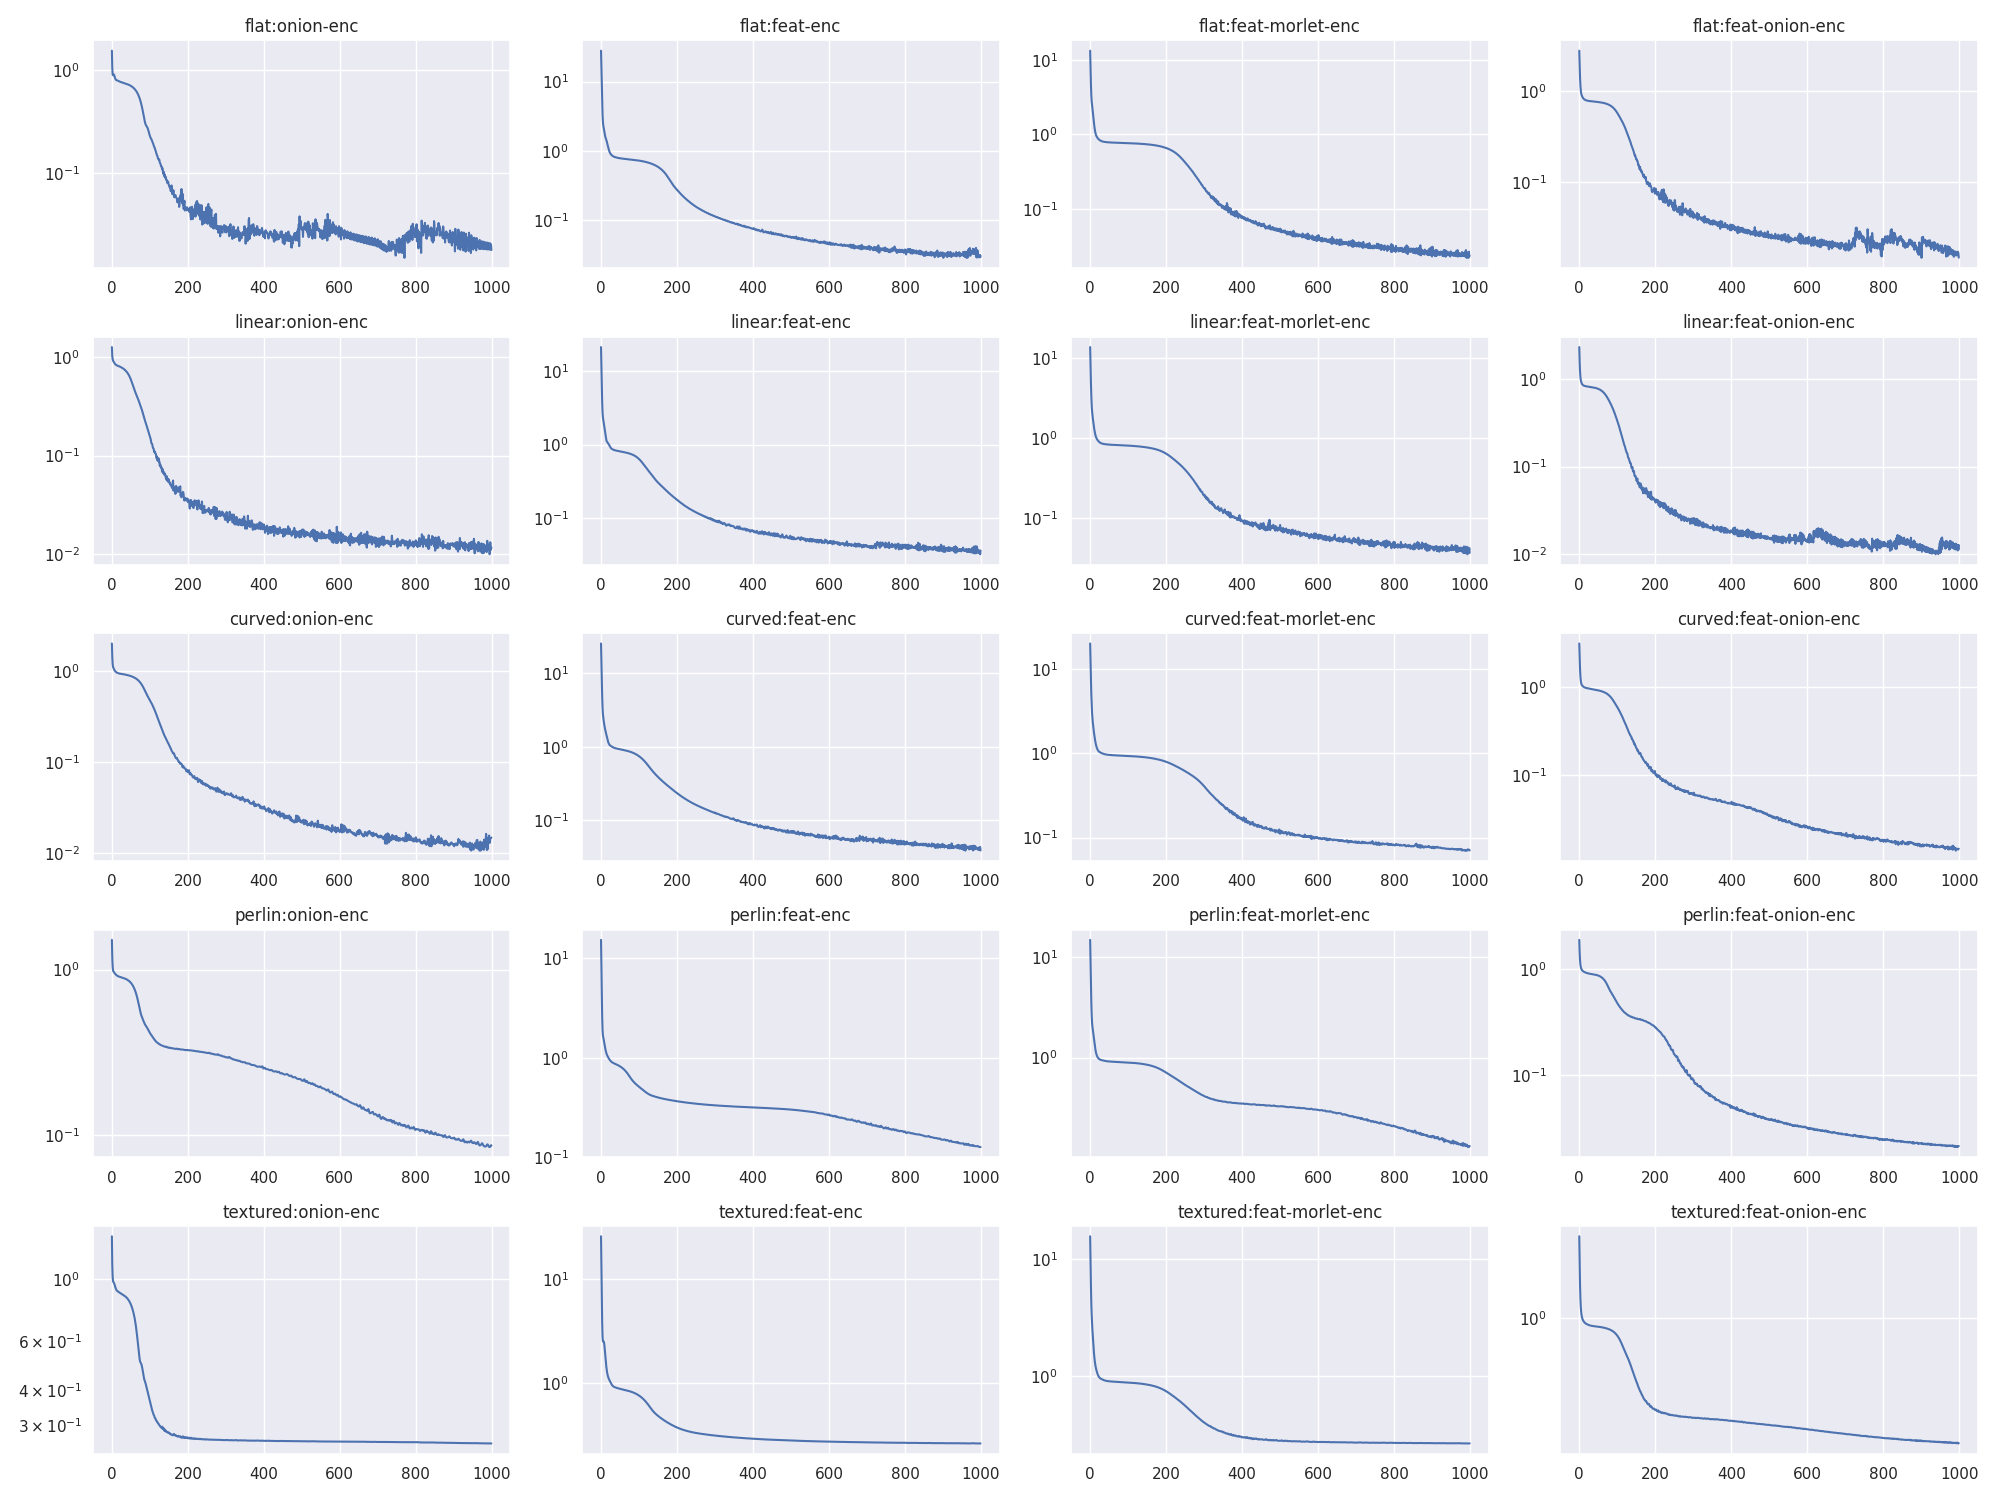 flat:onion-enc
flat:feat-enc
flat:feat-morlet-enc
flat:feat-onion-enc
10⁰
10⁻¹
0 200 400 600 800 1000
10¹
10⁰
10⁻¹
0 200 400 600 800 1000
10¹
10⁰
10⁻¹
0 200 400 600 800 1000
10⁰
10⁻¹
0 200 400 600 800 1000
linear:onion-enc
linear:feat-enc
linear:feat-morlet-enc
linear:feat-onion-enc
10⁰
10⁻¹
10⁻²
0 200 400 600 800 1000
10¹
10⁰
10⁻¹
0 200 400 600 800 1000
10¹
10⁰
10⁻¹
0 200 400 600 800 1000
10⁰
10⁻¹
10⁻²
0 200 400 600 800 1000
curved:onion-enc
curved:feat-enc
curved:feat-morlet-enc
curved:feat-onion-enc
10⁰
10⁻¹
10⁻²
0 200 400 600 800 1000
10¹
10⁰
10⁻¹
0 200 400 600 800 1000
10¹
10⁰
10⁻¹
0 200 400 600 800 1000
10⁰
10⁻¹
0 200 400 600 800 1000
perlin:onion-enc
perlin:feat-enc
perlin:feat-morlet-enc
perlin:feat-onion-enc
10⁰
10⁻¹
0 200 400 600 800 1000
10¹
10⁰
10⁻¹
0 200 400 600 800 1000
10¹
10⁰
0 200 400 600 800 1000
10⁰
10⁻¹
0 200 400 600 800 1000
textured:onion-enc
textured:feat-enc
textured:feat-morlet-enc
textured:feat-onion-enc
10⁰
6 × 10⁻¹
4 × 10⁻¹
3 × 10⁻¹
0 200 400 600 800 1000
10¹
10⁰
0 200 400 600 800 1000
10¹
10⁰
0 200 400 600 800 1000
10⁰
0 200 400 600 800 1000